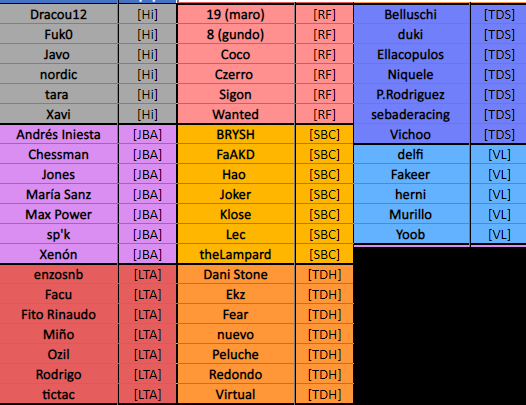 Dracou12 [Hi]
Fuk0 [Hi]
Javo [Hi]
nordic [Hi]
tara [Hi]
Xavi [Hi]
Andrés Iniesta [JBA]
Chessman [JBA]
Jones [JBA]
María Sanz [JBA]
Max Power [JBA]
sp'k [JBA]
Xenón [JBA]
enzosnb [LTA]
Facu [LTA]
Fito Rinaudo [LTA]
Miño [LTA]
Ozil [LTA]
Rodrigo [LTA]
tictac [LTA]
19 (maro) [RF]
8 (gundo) [RF]
Coco [RF]
Czerro [RF]
Sigon [RF]
Wanted [RF]
BRYSH [SBC]
FaAKD [SBC]
Hao [SBC]
Joker [SBC]
Klose [SBC]
Lec [SBC]
theLampard [SBC]
Dani Stone [TDH]
Ekz [TDH]
Fear [TDH]
nuevo [TDH]
Peluche [TDH]
Redondo [TDH]
Virtual [TDH]
Belluschi [TDS]
duki [TDS]
Ellacopulos [TDS]
Niquele [TDS]
P.Rodriguez [TDS]
sebaderacing [TDS]
Vichoo [TDS]
delfi [VL]
Fakeer [VL]
herni [VL]
Murillo [VL]
Yoob [VL]